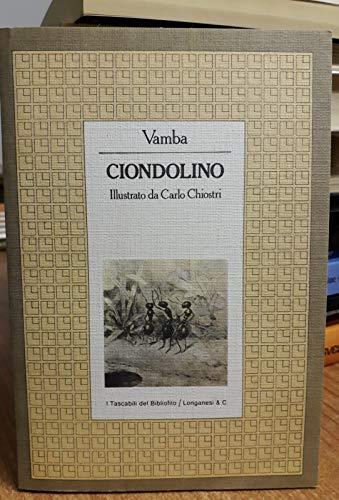 Vamba
CIONDOLINO
Illustrato da Carlo Chiostri
I Tascabili del Bibliofilo / Longanesi & C.